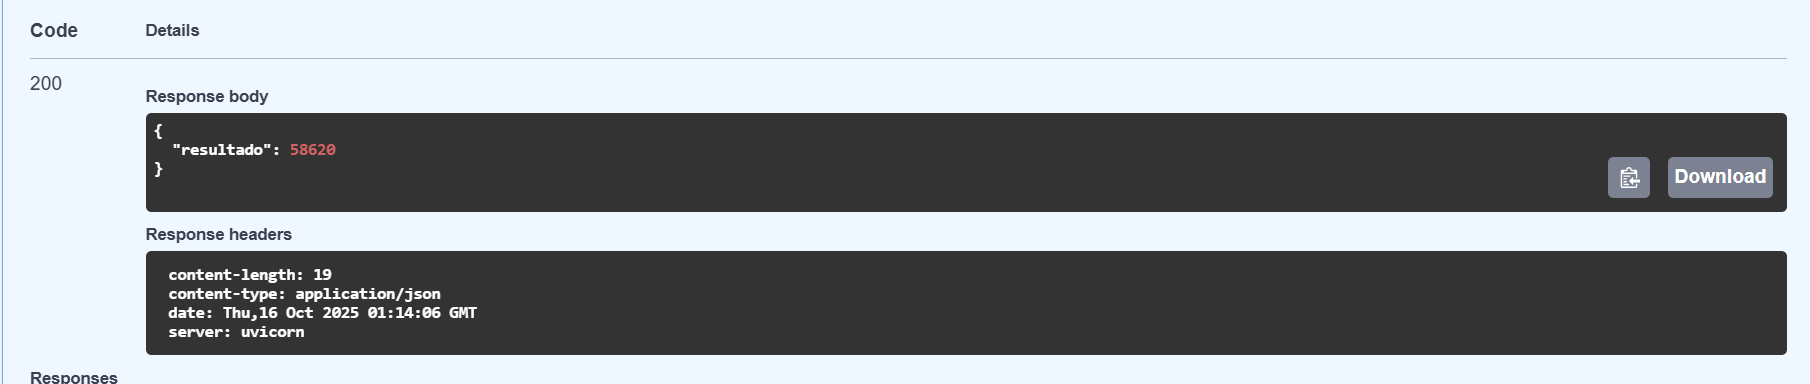 Code Details
200
Response body
{
"resultado": 58620
}
Download
Response headers
content-length: 19
content-type: application/json
date: Thu,16 Oct 2025 01:14:06 GMT
server: uvicorn
Responses